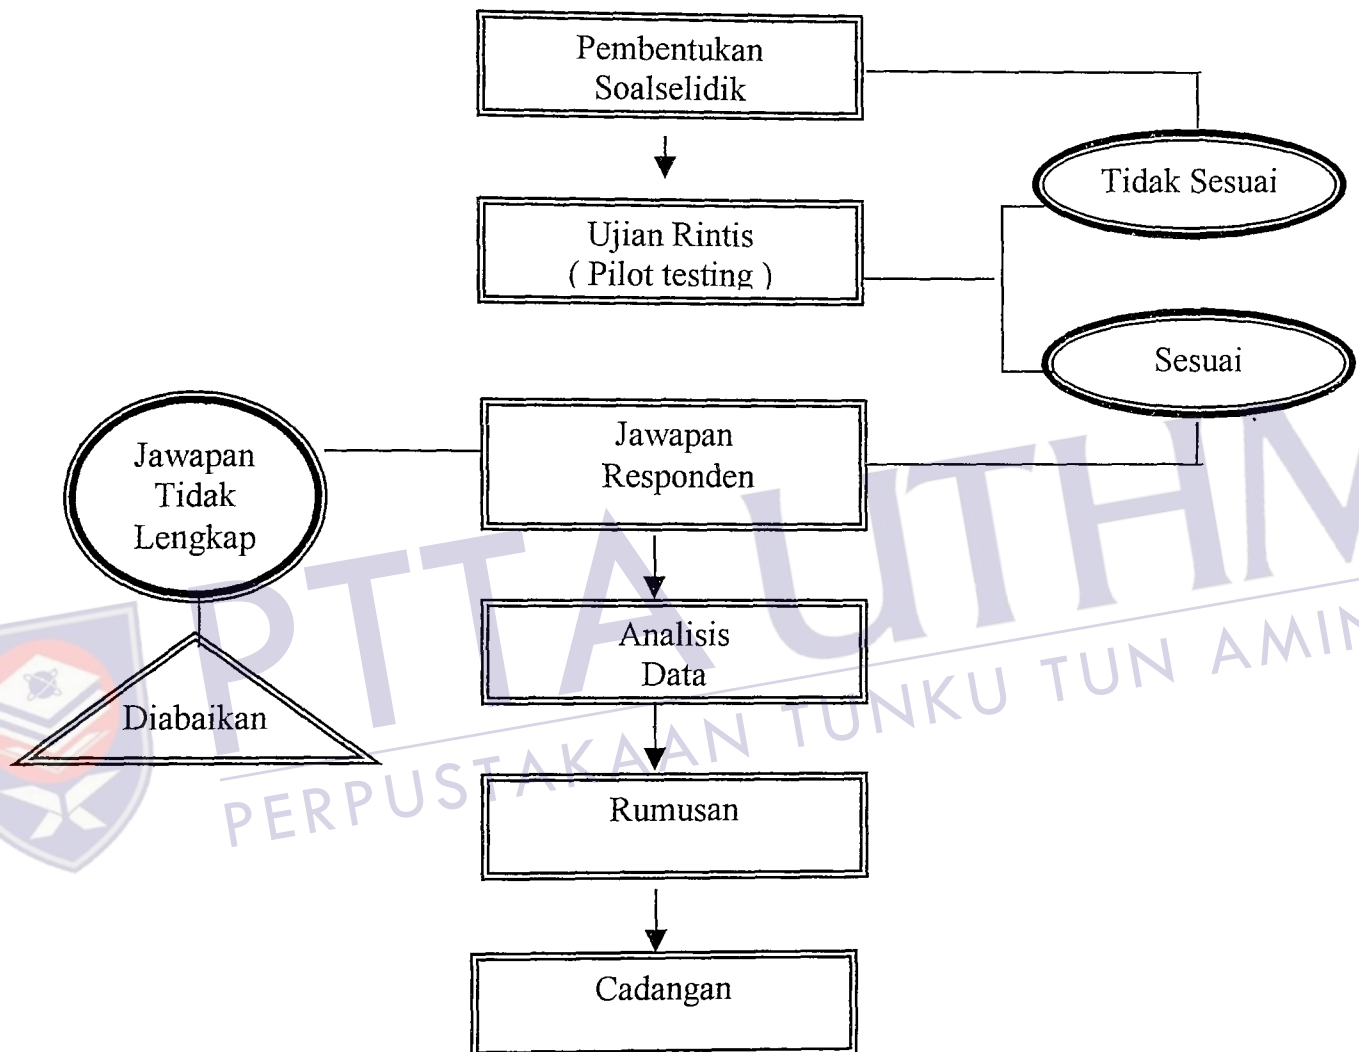 Pembentukan
Soalselidik
Tidak Sesuai
Ujian Rintis
( Pilot testing )
Sesuai
Jawapan
Responden
Jawapan
Tidak
Lengkap
Analisis
Data
Diabaikan
Rumusan
Cadangan
PTTA UTHM
PERPUSTAKAAN TUNKU TUN AMIN